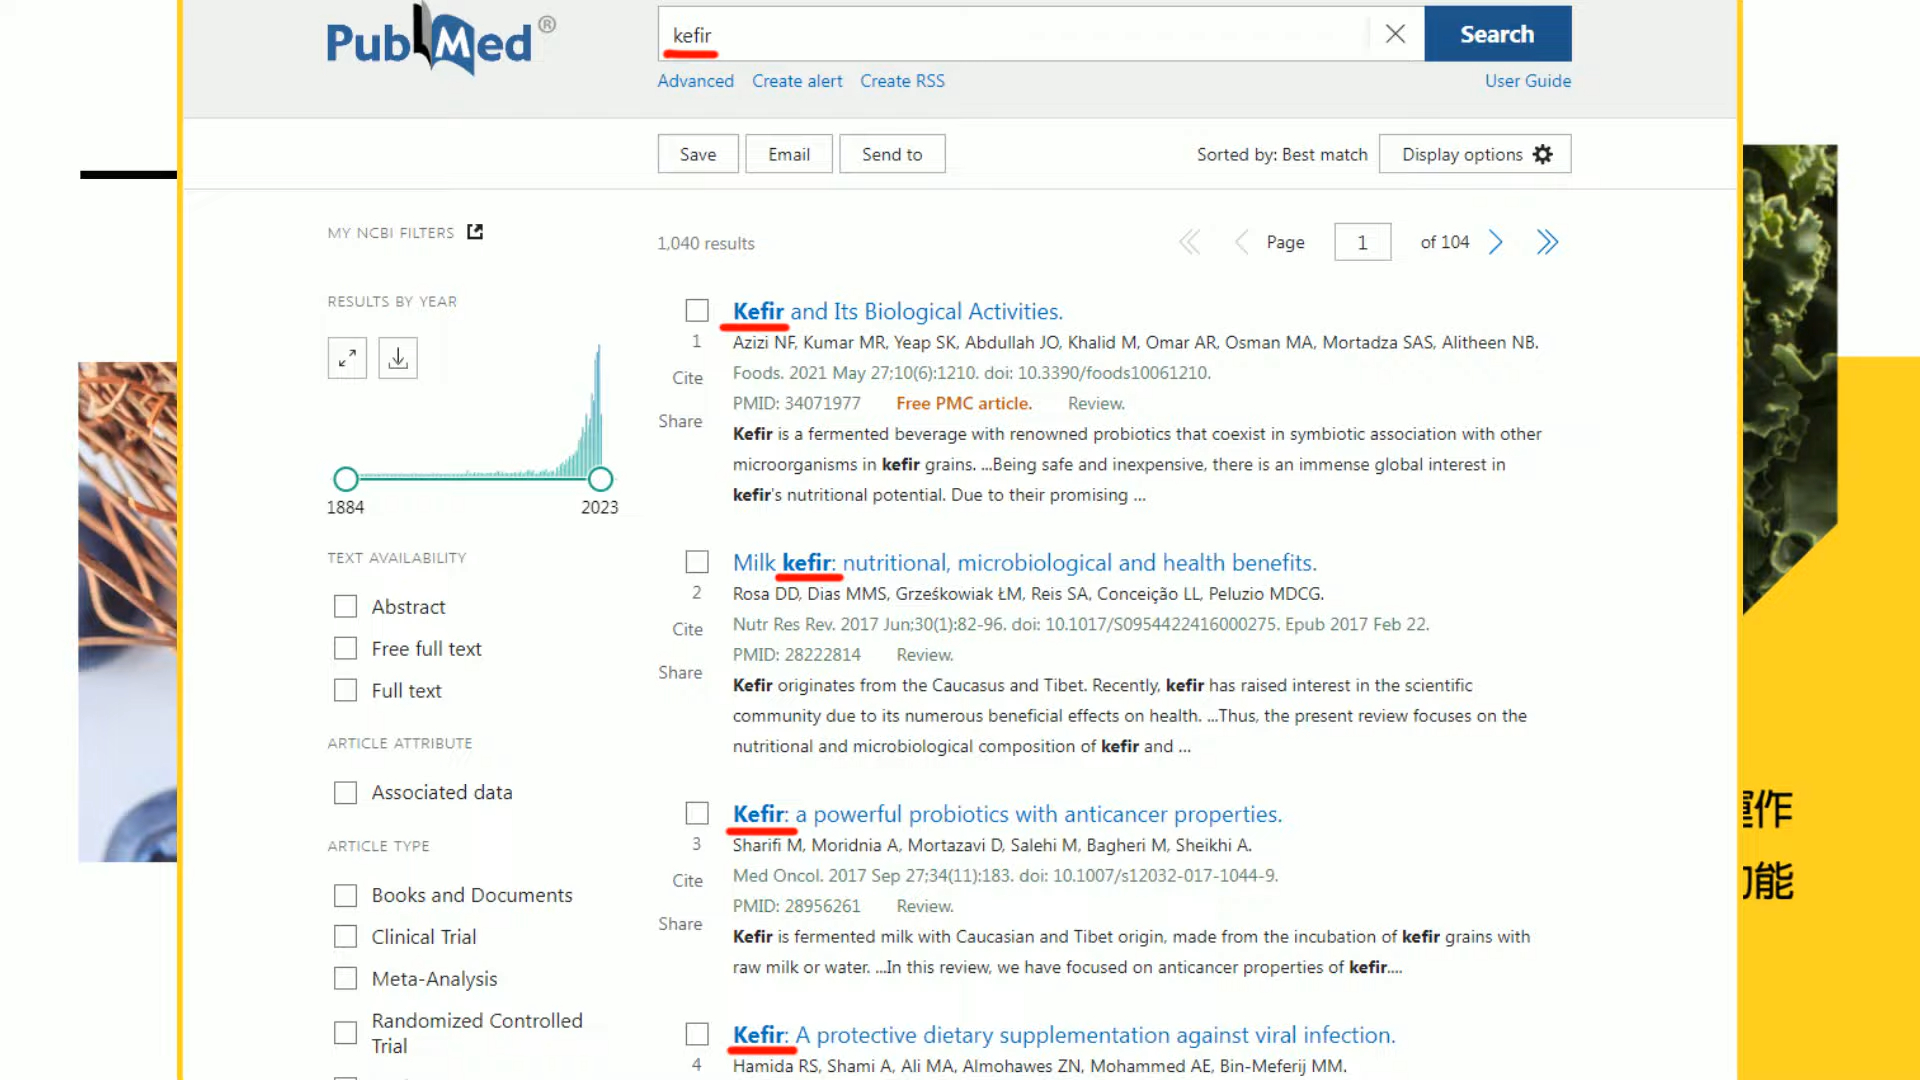 PubMed®
kefir
Search
Advanced Create alert Create RSS
User Guide
Save Email Send to
Sorted by: Best match
Display options
MY NCBI FILTERS
1,040 results
Page 1 of 104
RESULTS BY YEAR
1884 2023
TEXT AVAILABILITY
Abstract
Free full text
Full text
ARTICLE ATTRIBUTE
Associated data
ARTICLE TYPE
Books and Documents
Clinical Trial
Meta-Analysis
Randomized Controlled
Trial
Kefir and Its Biological Activities.
1
Azizi NF, Kumar MR, Yeap SK, Abdullah JO, Khalid M, Omar AR, Osman MA, Mortadza SAS, Alitheen NB.
Cite
Foods. 2021 May 27;10(6):1210. doi: 10.3390/foods10061210.
PMID: 34071977 Free PMC article. Review.
Share
Kefir is a fermented beverage with renowned probiotics that coexist in symbiotic association with other
microorganisms in kefir grains. ...Being safe and inexpensive, there is an immense global interest in
kefir's nutritional potential. Due to their promising ...
Milk kefir: nutritional, microbiological and health benefits.
2
Rosa DD, Dias MMS, Grześkowiak ŁM, Reis SA, Conceição LL, Peluzio MDCG.
Cite
Nutr Res Rev. 2017 Jun;30(1):82-96. doi: 10.1017/S0954422416000275. Epub 2017 Feb 22.
PMID: 28222814 Review.
Share
Kefir originates from the Caucasus and Tibet. Recently, kefir has raised interest in the scientific
community due to its numerous beneficial effects on health. ...Thus, the present review focuses on the
nutritional and microbiological composition of kefir and ...
Kefir: a powerful probiotics with anticancer properties.
3
Sharifi M, Moridnia A, Mortazavi D, Salehi M, Bagheri M, Sheikhi A.
Cite
Med Oncol. 2017 Sep 27;34(11):183. doi: 10.1007/s12032-017-1044-9.
PMID: 28956261 Review.
Share
Kefir is fermented milk with Caucasian and Tibet origin, made from the incubation of kefir grains with
raw milk or water. ...In this review, we have focused on anticancer properties of kefir....
Kefir: A protective dietary supplementation against viral infection.
4
Hamida RS, Shami A, Ali MA, Almohawes ZN, Mohammed AE, Bin-Meferij MM.
作
能